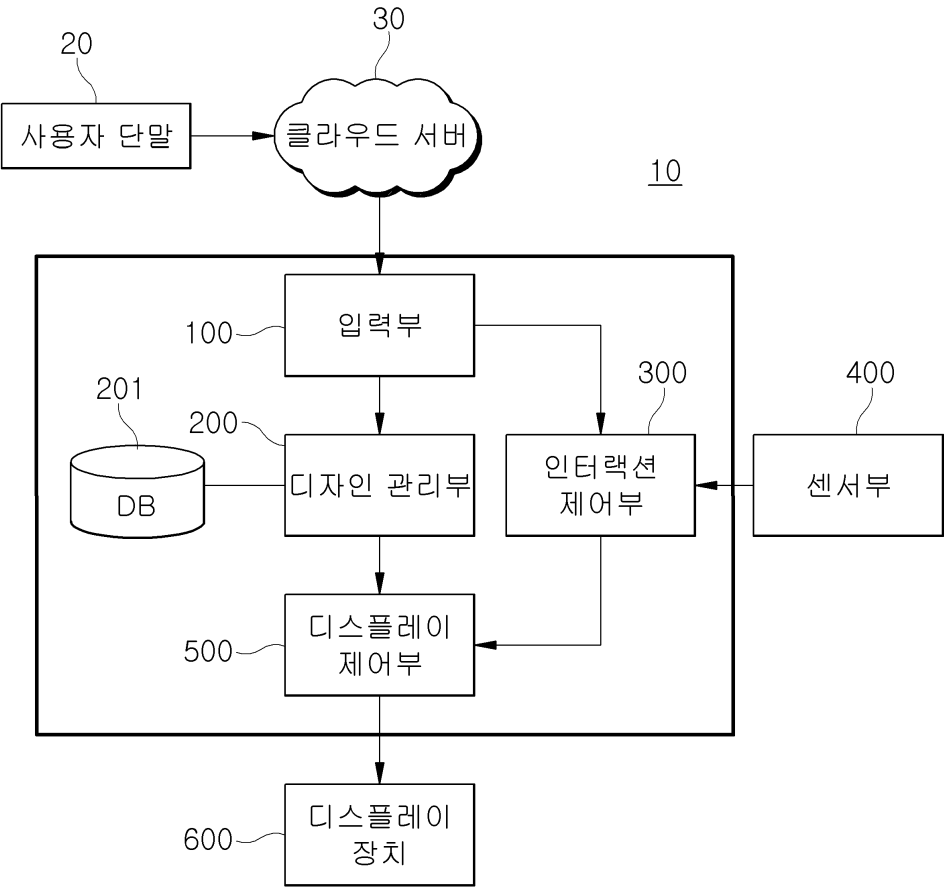 30
20
사용자 단말
클라우드 서버
10
입력부
100
201
200
300
400
DB
디자인 관리부
인터랙션
제어부
센서부
디스플레이
제어부
500
디스플레이
장치
600